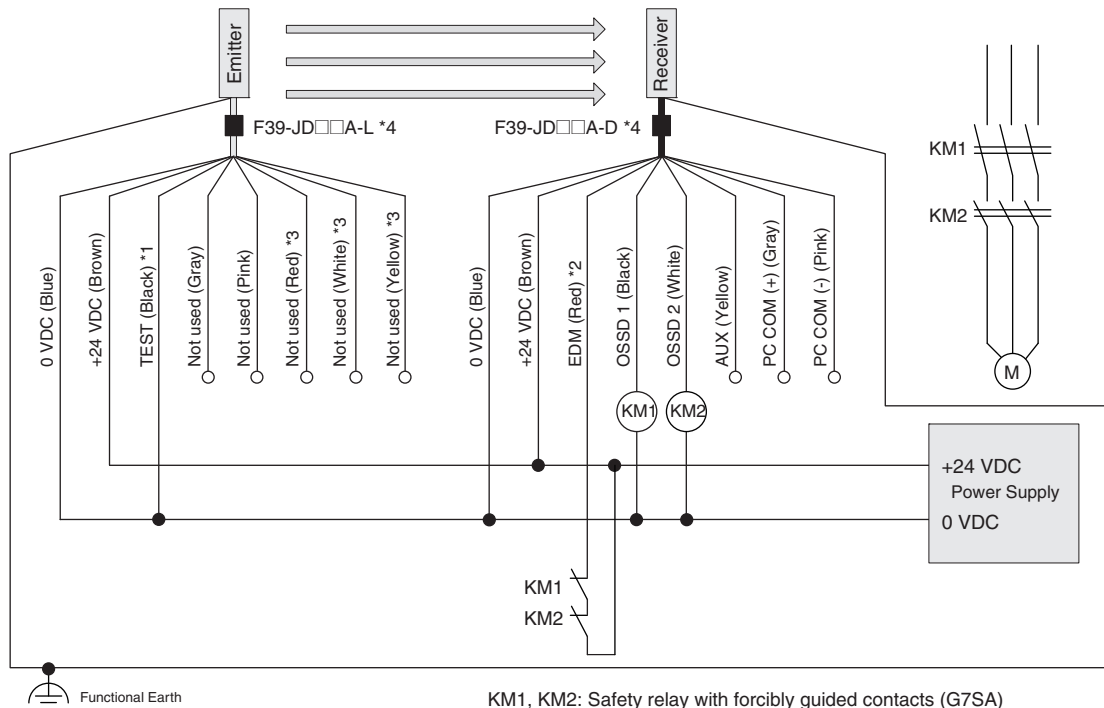 Emitter
Receiver
F39-JD□□A-L *4
F39-JD□□A-D *4
KM1
KM2
0 VDC (Blue)
+24 VDC (Brown)
TEST (Black) *1
Not used (Gray)
Not used (Pink)
Not used (Red) *3
Not used (White) *3
Not used (Yellow) *3
0 VDC (Blue)
+24 VDC (Brown)
EDM (Red) *2
OSSD 1 (Black)
OSSD 2 (White)
AUX (Yellow)
PC COM (+) (Gray)
PC COM (-) (Pink)
M
KM1
KM2
+24 VDC
Power Supply
0 VDC
KM1
KM2
Functional Earth
KM1, KM2: Safety relay with forcibly guided contacts (G7SA)